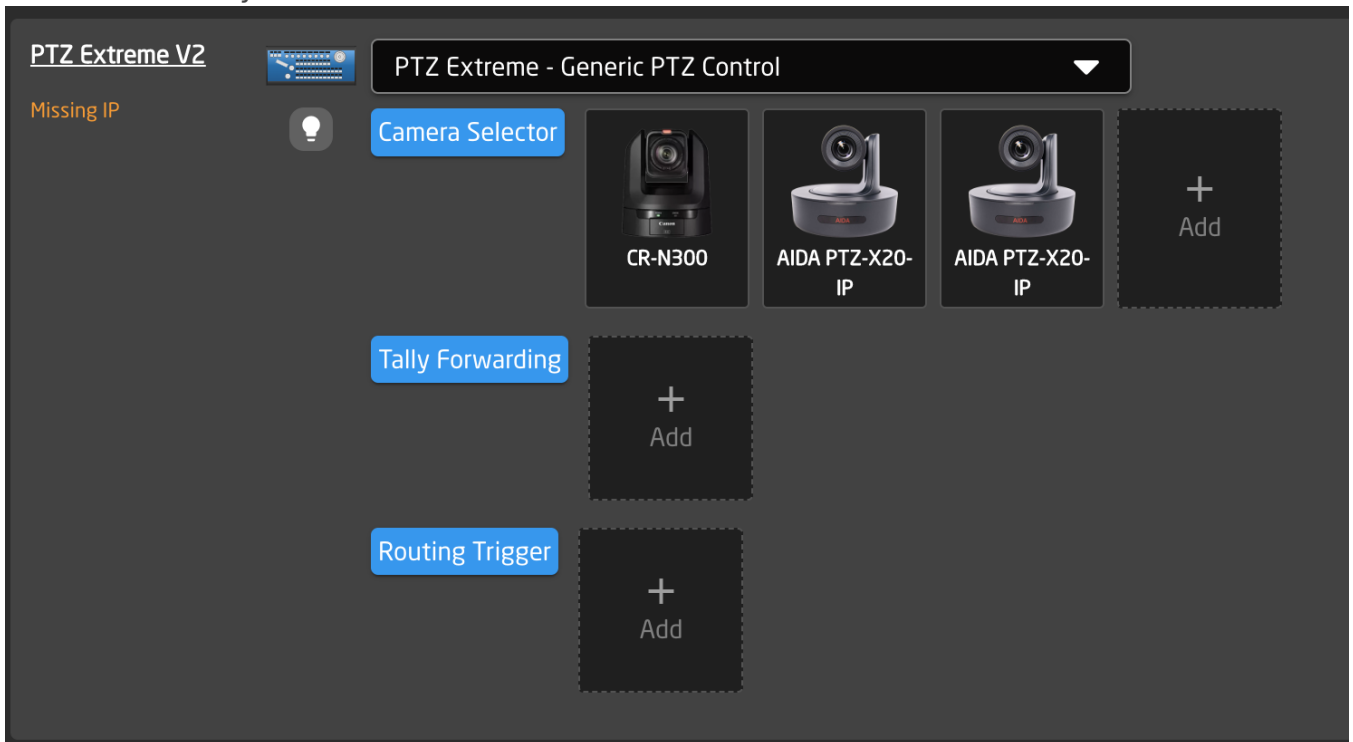 PTZ Extreme V2
PTZ Extreme - Generic PTZ Control
Missing IP
Camera Selector
CR-N300
AIDA PTZ-X20-
IP
AIDA PTZ-X20-
IP
+
Add
Tally Forwarding
+
Add
Routing Trigger
+
Add